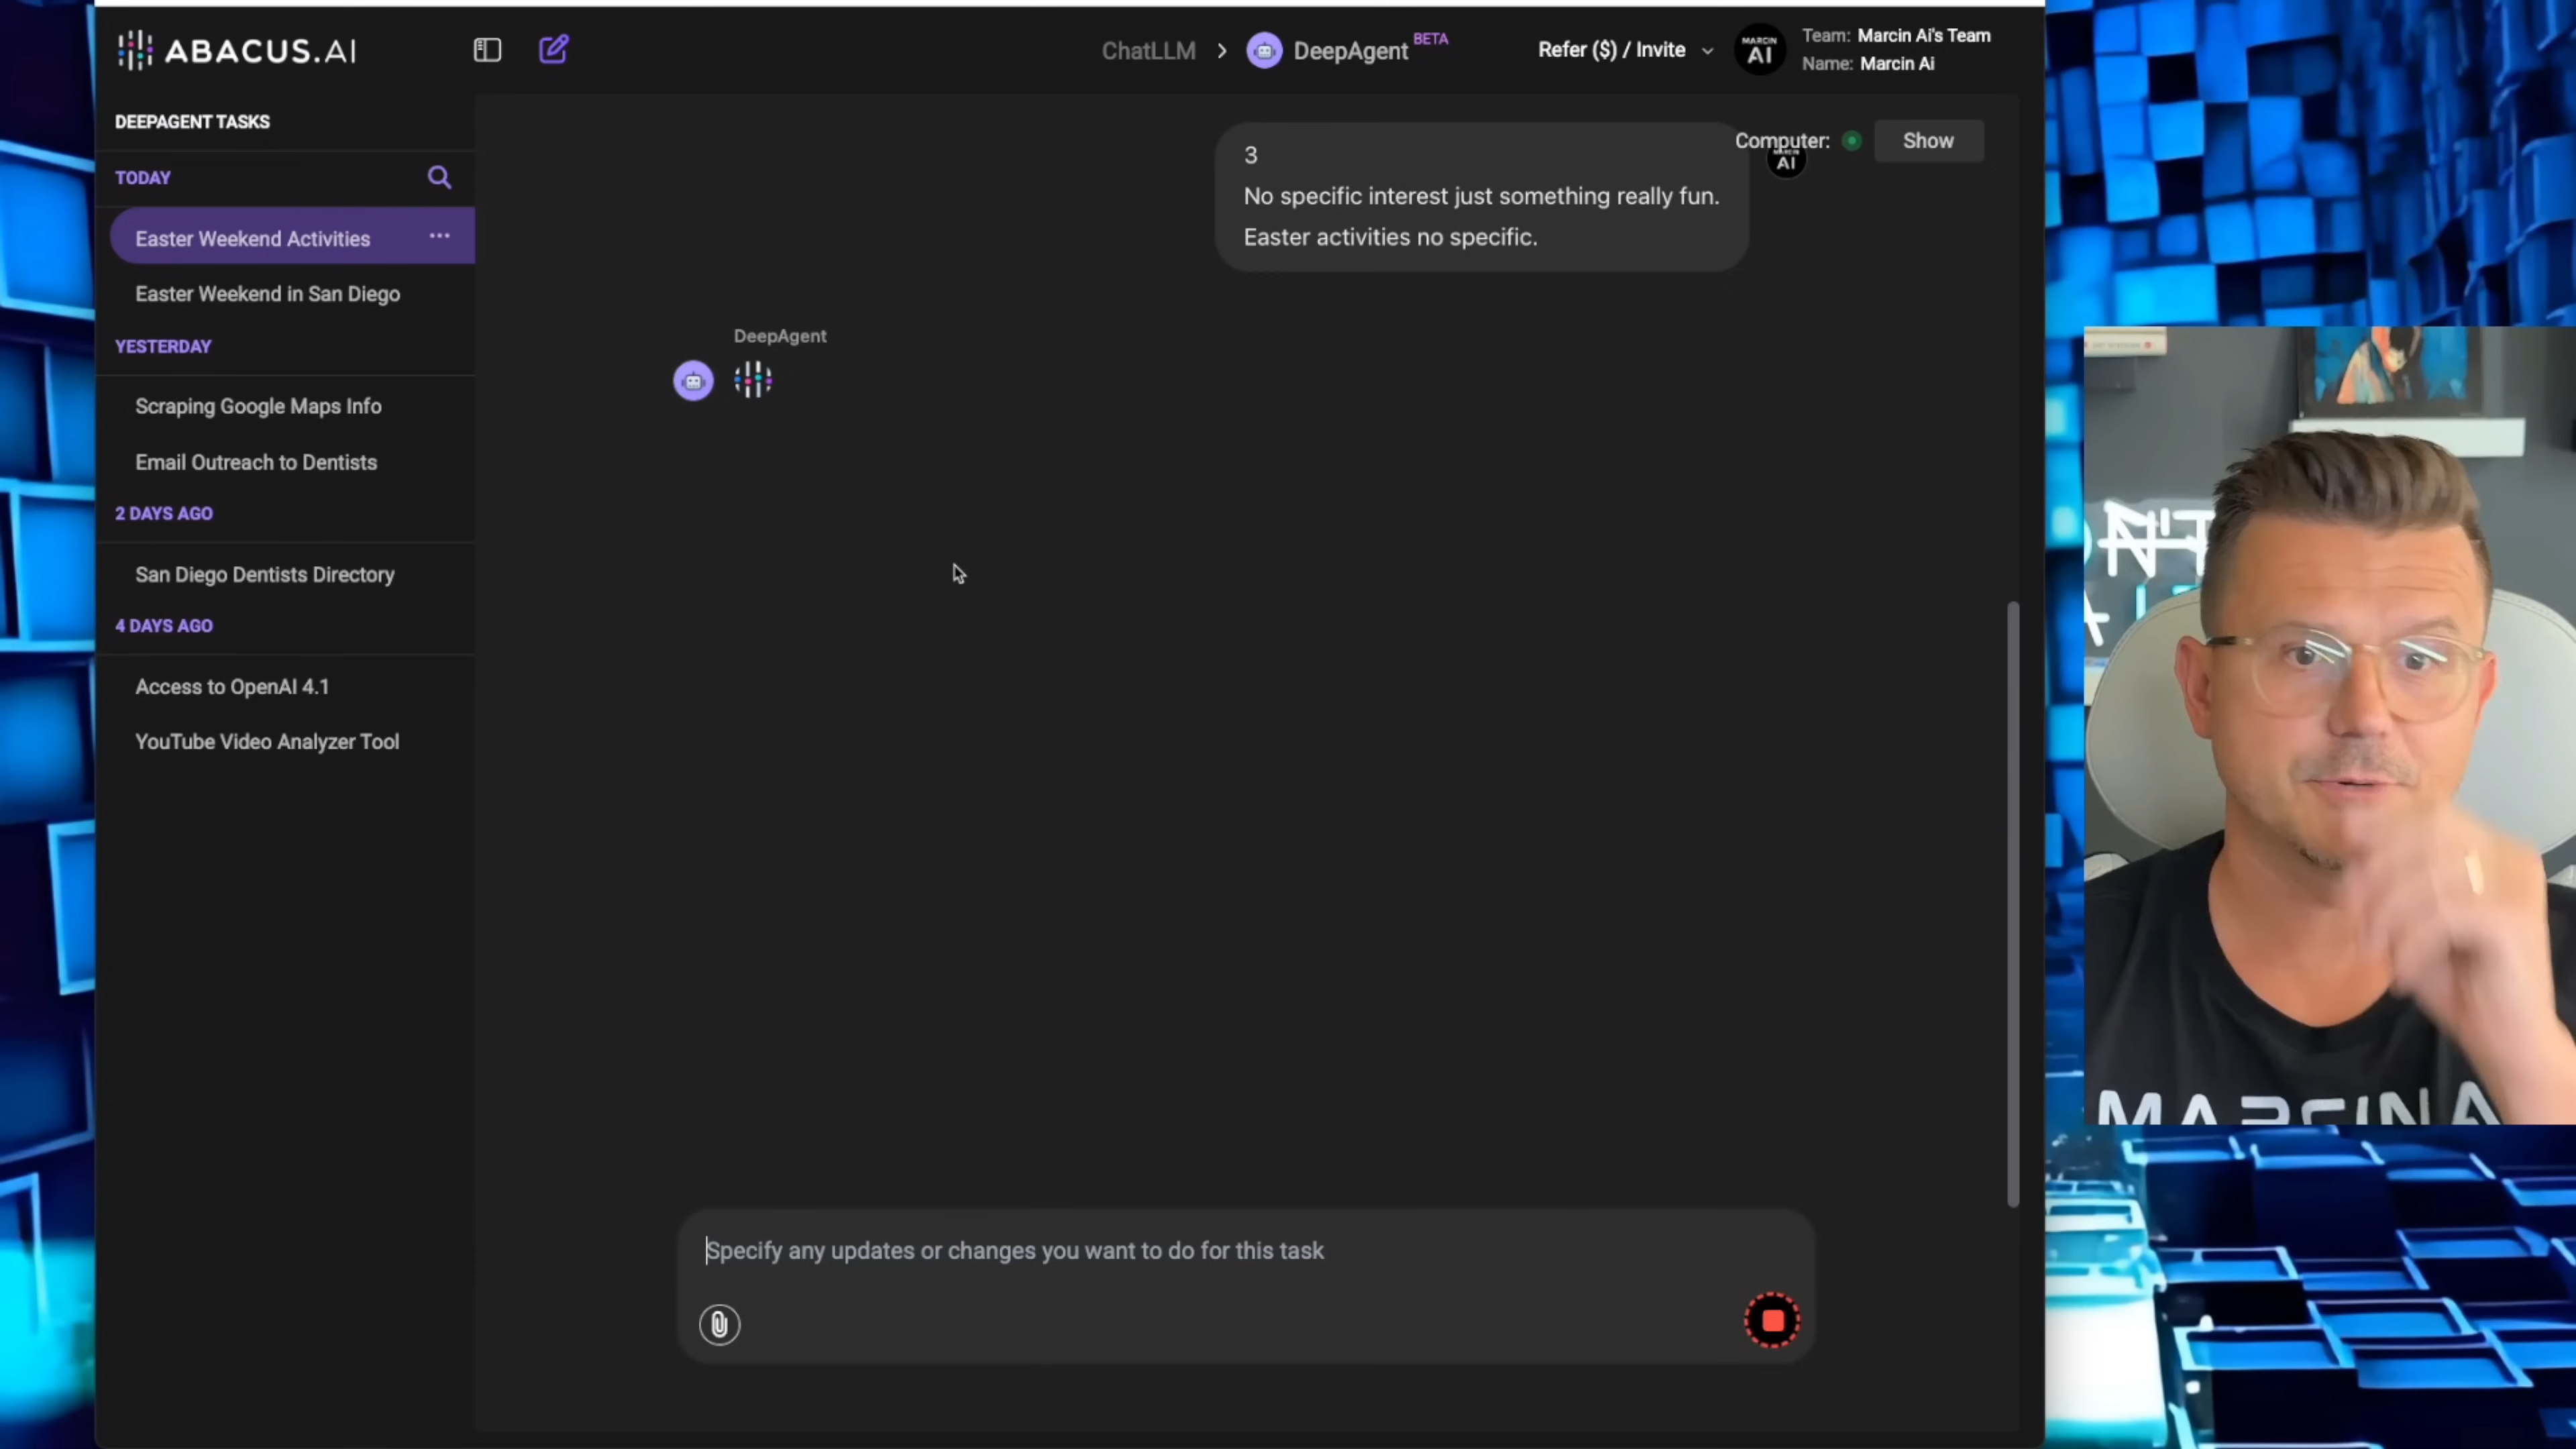 ABACUS.AI
ChatLLM > DeepAgent BETA
Refer ($) / Invite
MARCIN AI
Team: Marcin Ai's Team
Name: Marcin Ai
DEEPAGENT TASKS
TODAY
Easter Weekend Activities ...
Easter Weekend in San Diego
YESTERDAY
Scraping Google Maps Info
Email Outreach to Dentists
2 DAYS AGO
San Diego Dentists Directory
4 DAYS AGO
Access to OpenAI 4.1
YouTube Video Analyzer Tool
Computer:
Show
AI
3
No specific interest just something really fun.
Easter activities no specific.
DeepAgent
Specify any updates or changes you want to do for this task